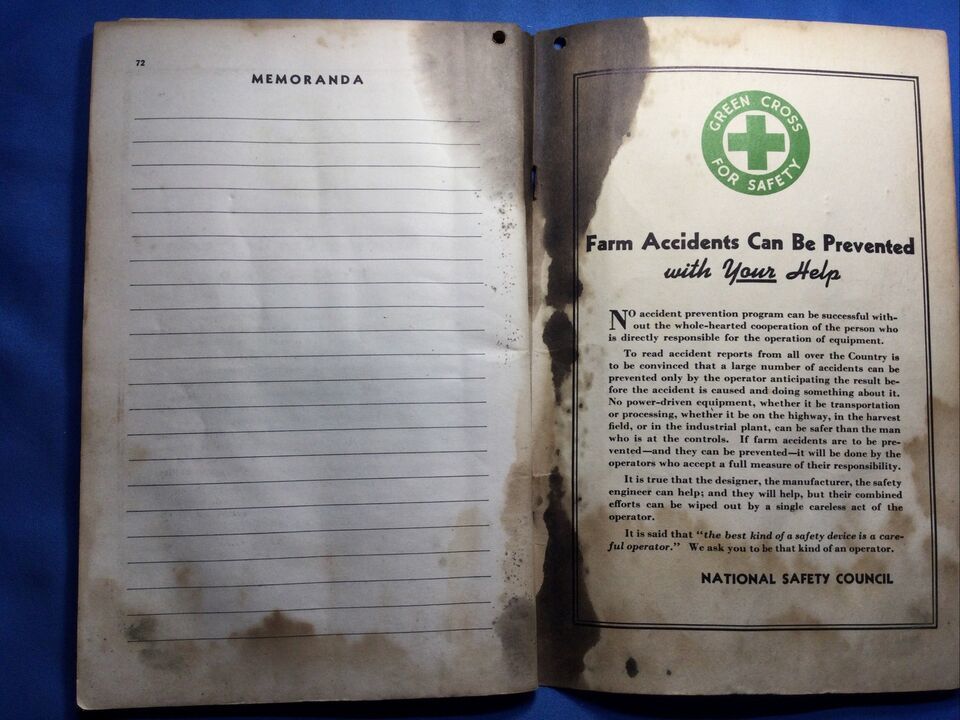 72
MEMORANDA
GREEN CROSS
FOR SAFETY
Farm Accidents Can Be Prevented
with Your Help
NO accident prevention program can be successful with-
out the whole-hearted cooperation of the person who
is directly responsible for the operation of equipment.
To read accident reports from all over the Country is
to be convinced that a large number of accidents can be
prevented only by the operator anticipating the result be-
fore the accident is caused and doing something about it.
No power-driven equipment, whether it be transportation
or processing, whether it be on the highway, in the harvest
field, or in the industrial plant, can be safer than the man
who is at the controls. If farm accidents are to be pre-
vented—and they can be prevented—it will be done by the
operators who accept a full measure of their responsibility.
It is true that the designer, the manufacturer, the safety
engineer can help; and they will help, but their combined
efforts can be wiped out by a single careless act of the
operator.
It is said that "the best kind of a safety device is a care-
ful operator." We ask you to be that kind of an operator.
NATIONAL SAFETY COUNCIL